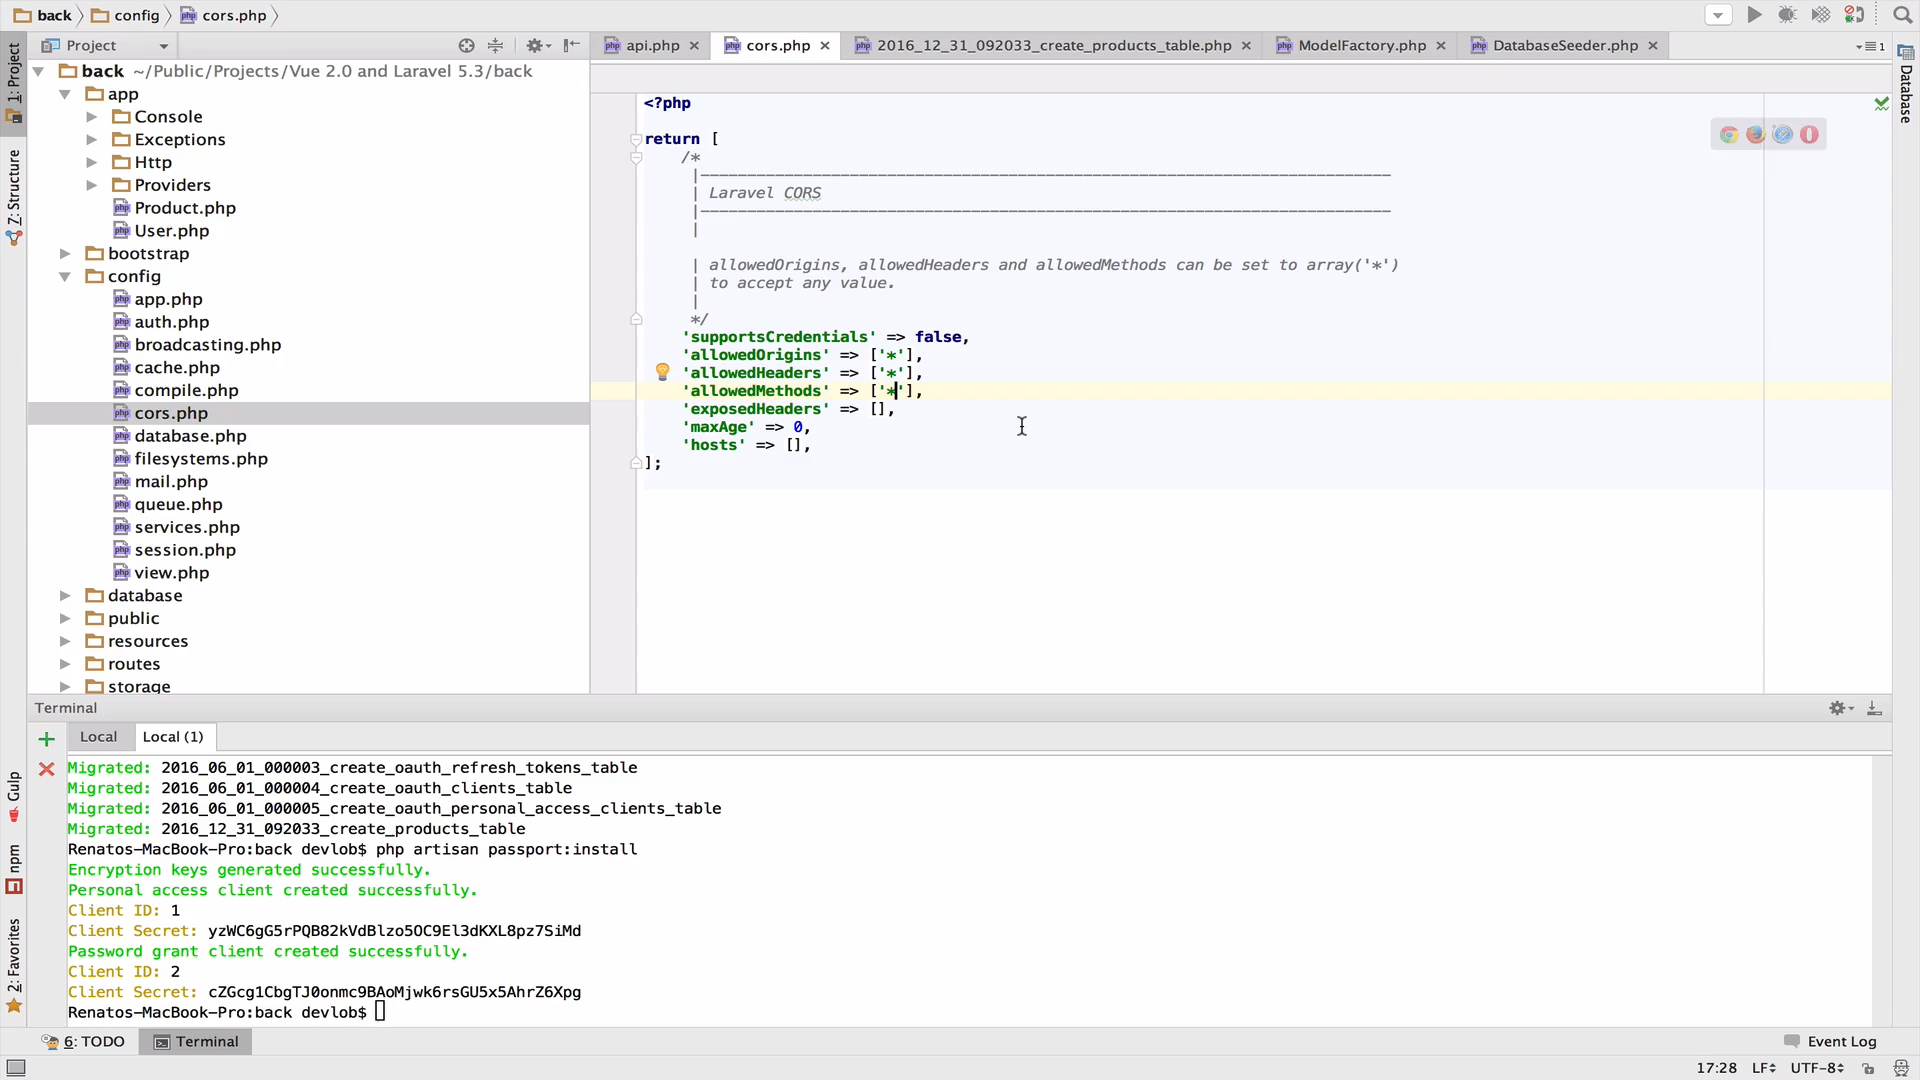 back config cors.php
Project
api.php cors.php 2016_12_31_092033_create_products_table.php ModelFactory.php DatabaseSeeder.php 1
1: Project
Z: Structure
Gulp
npm
2: Favorites
Database
back ~/Public/Projects/Vue 2.0 and Laravel 5.3/back
app
Console
Exceptions
Http
Providers
Product.php
User.php
bootstrap
config
app.php
auth.php
broadcasting.php
cache.php
compile.php
cors.php
database.php
filesystems.php
mail.php
queue.php
services.php
session.php
view.php
database
public
resources
routes
storage
<?php
return [
/*
|--------------------------------------------------------------------------
| Laravel CORS
|--------------------------------------------------------------------------
|
| allowedOrigins, allowedHeaders and allowedMethods can be set to array('*')
| to accept any value.
|
*/
'supportsCredentials' => false,
'allowedOrigins' => ['*'],
'allowedHeaders' => ['*'],
'allowedMethods' => ['*'],
'exposedHeaders' => [],
'maxAge' => 0,
'hosts' => [],
];
Terminal
Local Local (1)
Migrated: 2016_06_01_000003_create_oauth_refresh_tokens_table
Migrated: 2016_06_01_000004_create_oauth_clients_table
Migrated: 2016_06_01_000005_create_oauth_personal_access_clients_table
Migrated: 2016_12_31_092033_create_products_table
Renatos-MacBook-Pro:back devlob$ php artisan passport:install
Encryption keys generated successfully.
Personal access client created successfully.
Client ID: 1
Client Secret: yzWC6gG5rPQB82kVdBlzo5OC9El3dKXL8pz7SiMd
Password grant client created successfully.
Client ID: 2
Client Secret: cZGcg1CbgTJ0onmc9BAoMjwk6rsGU5x5AhrZ6Xpg
Renatos-MacBook-Pro:back devlob$
6: TODO Terminal Event Log
17:28 LF UTF-8